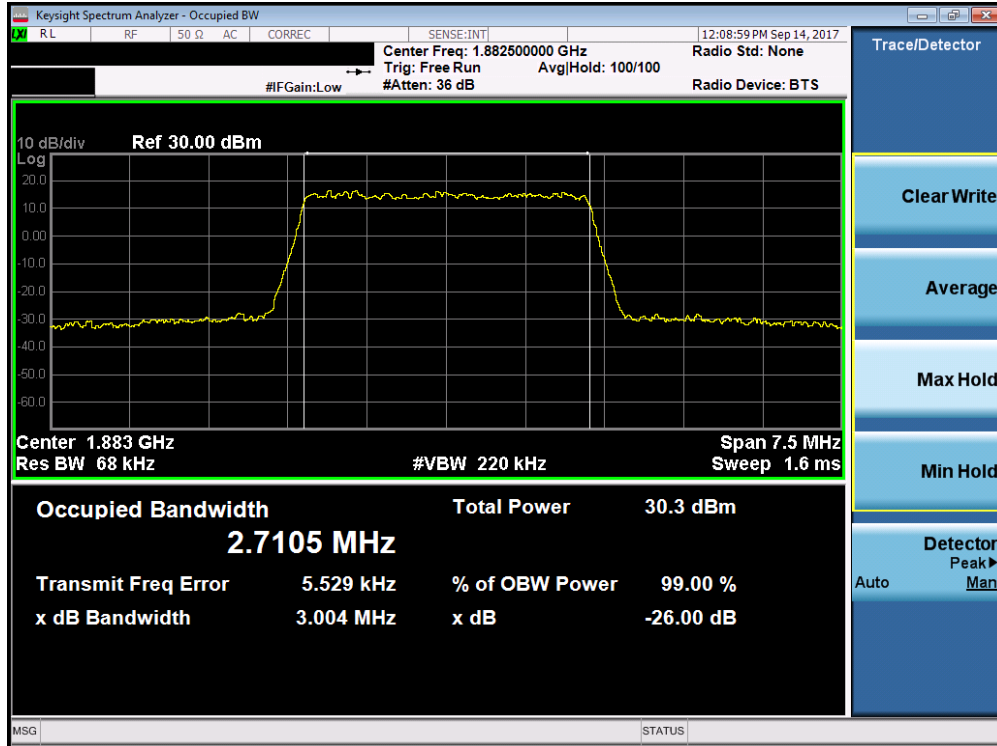 Keysight Spectrum Analyzer - Occupied BW
LXI RL RF 50 Ω AC CORREC SENSE:INT 12:08:59 PM Sep 14, 2017
Center Freq: 1.882500000 GHz Radio Std: None
Trig: Free Run Avg|Hold: 100/100
#IFGain:Low #Atten: 36 dB Radio Device: BTS
10 dB/div Ref 30.00 dBm
Log
20.0
10.0
0.00
-10.0
-20.0
-30.0
-40.0
-50.0
-60.0
Center 1.883 GHz Span 7.5 MHz
Res BW 68 kHz #VBW 220 kHz Sweep 1.6 ms
Occupied Bandwidth Total Power 30.3 dBm
2.7105 MHz
Transmit Freq Error 5.529 kHz % of OBW Power 99.00 %
x dB Bandwidth 3.004 MHz x dB -26.00 dB
MSG STATUS
Trace/Detector
Clear Write
Average
Max Hold
Min Hold
Detector
Peak▶
Auto Man